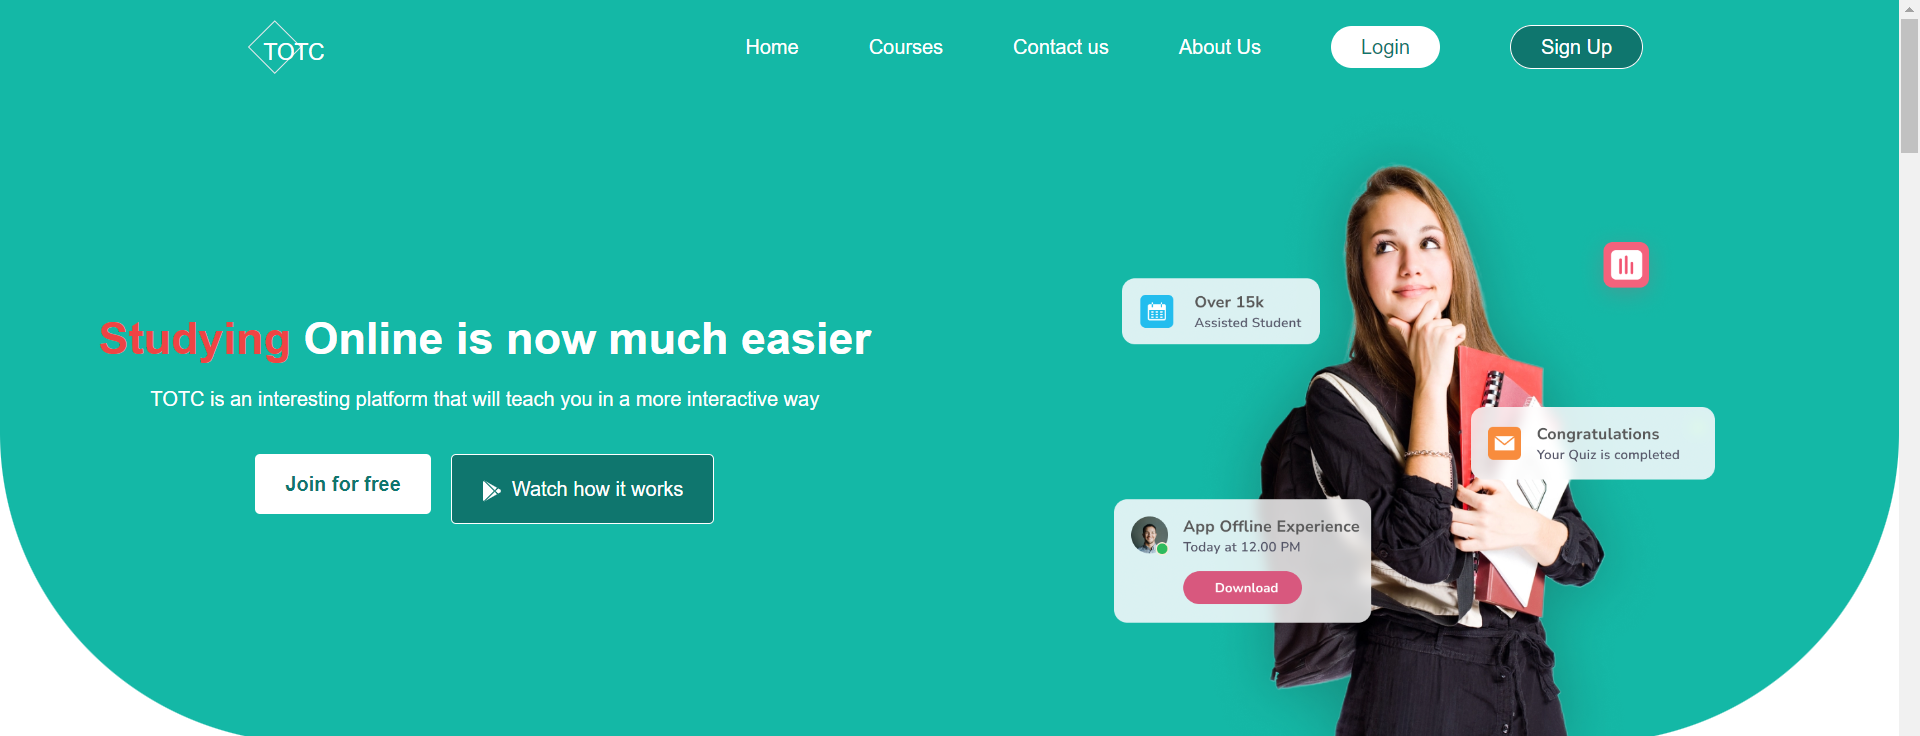 TOTC
Home
Courses
Contact us
About Us
Login
Sign Up
Studying Online is now much easier
TOTC is an interesting platform that will teach you in a more interactive way
Join for free
Watch how it works
Over 15k
Assisted Student
Congratulations
Your Quiz is completed
App Offline Experience
Today at 12.00 PM
Download